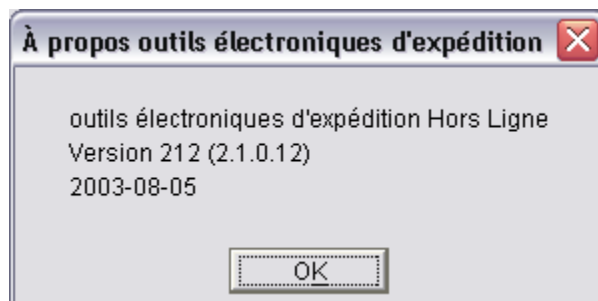 À propos outils électroniques d'expédition
outils électroniques d'expédition Hors Ligne
Version 212 (2.1.0.12)
2003-08-05
OK